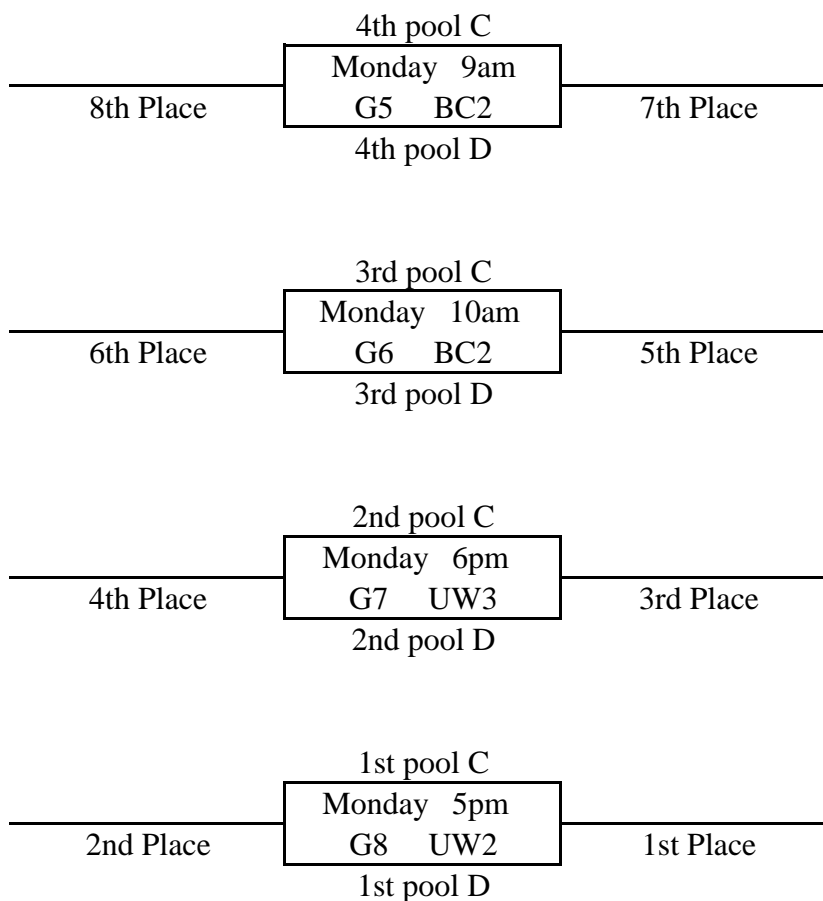 4th pool C
Monday 9am
8th Place G5 BC2 7th Place
4th pool D
3rd pool C
Monday 10am
6th Place G6 BC2 5th Place
3rd pool D
2nd pool C
Monday 6pm
4th Place G7 UW3 3rd Place
2nd pool D
1st pool C
Monday 5pm
2nd Place G8 UW2 1st Place
1st pool D